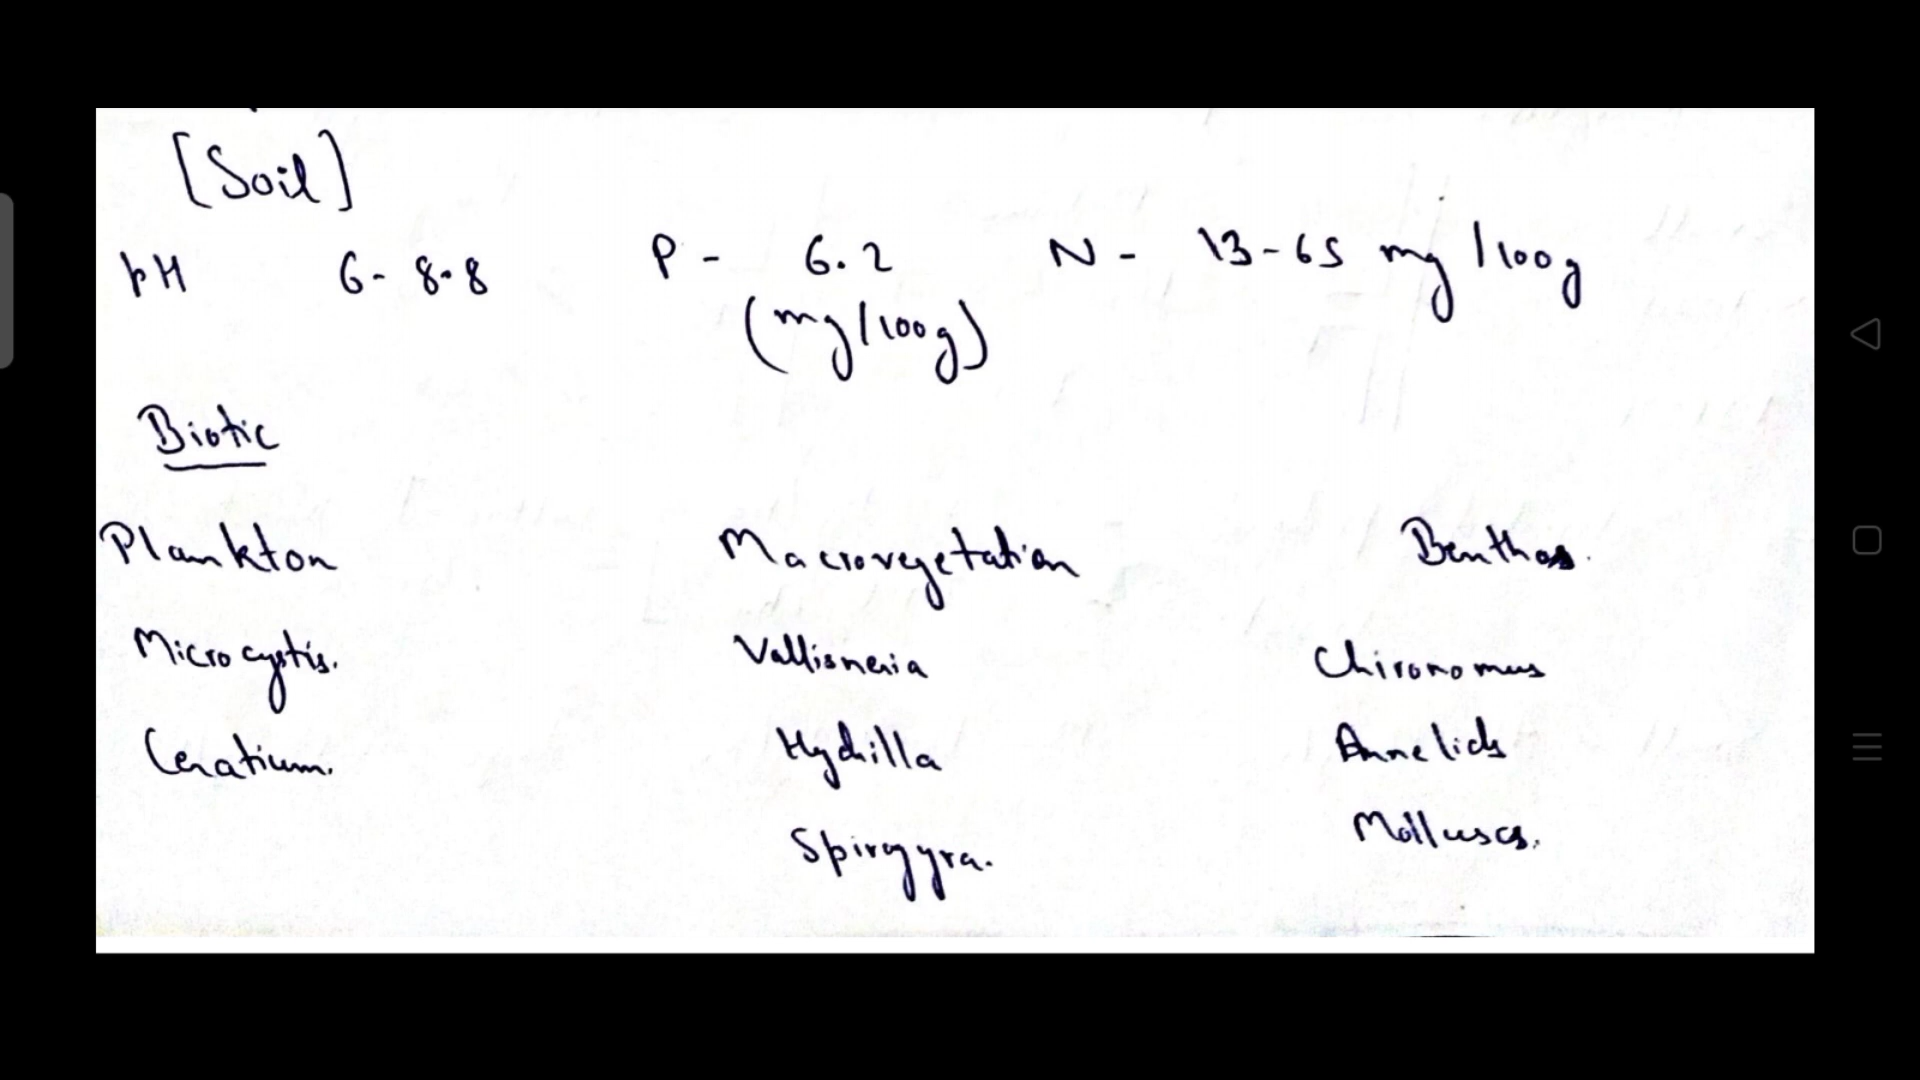 [Soil]
pH 6-8.8 P - 6.2 N - 13-65 mg/100g
(mg/100g)
Biotic
Plankton Macrovegetation Benthos.
Microcystis. Vallisneria Chironomus
Ceratium. Hydrilla Annelids
Spirogyra. Molluscs.